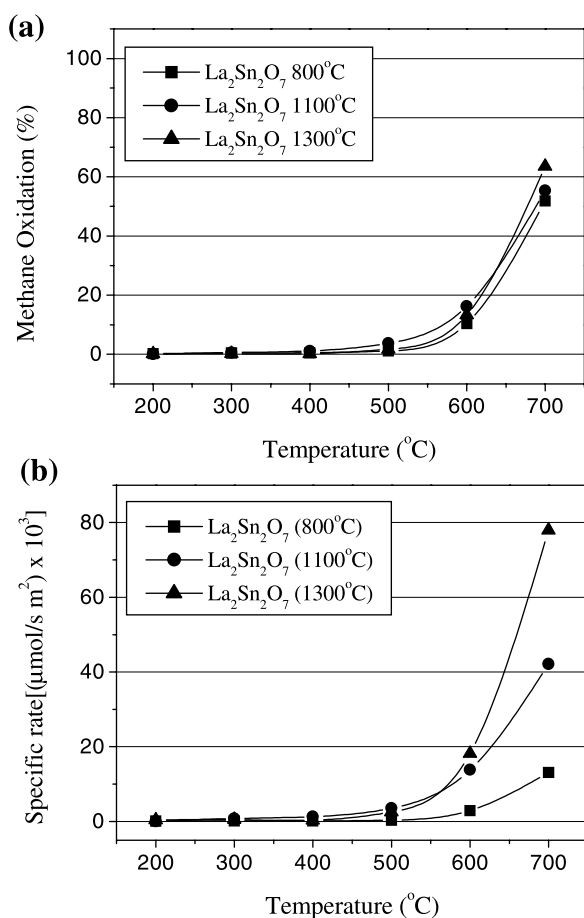 (a)
100
80
60
40
20
0
Methane Oxidation (%)
La₂Sn₂O₇ 800°C
La₂Sn₂O₇ 1100°C
La₂Sn₂O₇ 1300°C
200 300 400 500 600 700
Temperature (°C)
(b)
80
60
40
20
0
Specific rate[(μmol/s m²) x 10³]
La₂Sn₂O₇ (800°C)
La₂Sn₂O₇ (1100°C)
La₂Sn₂O₇ (1300°C)
200 300 400 500 600 700
Temperature (°C)